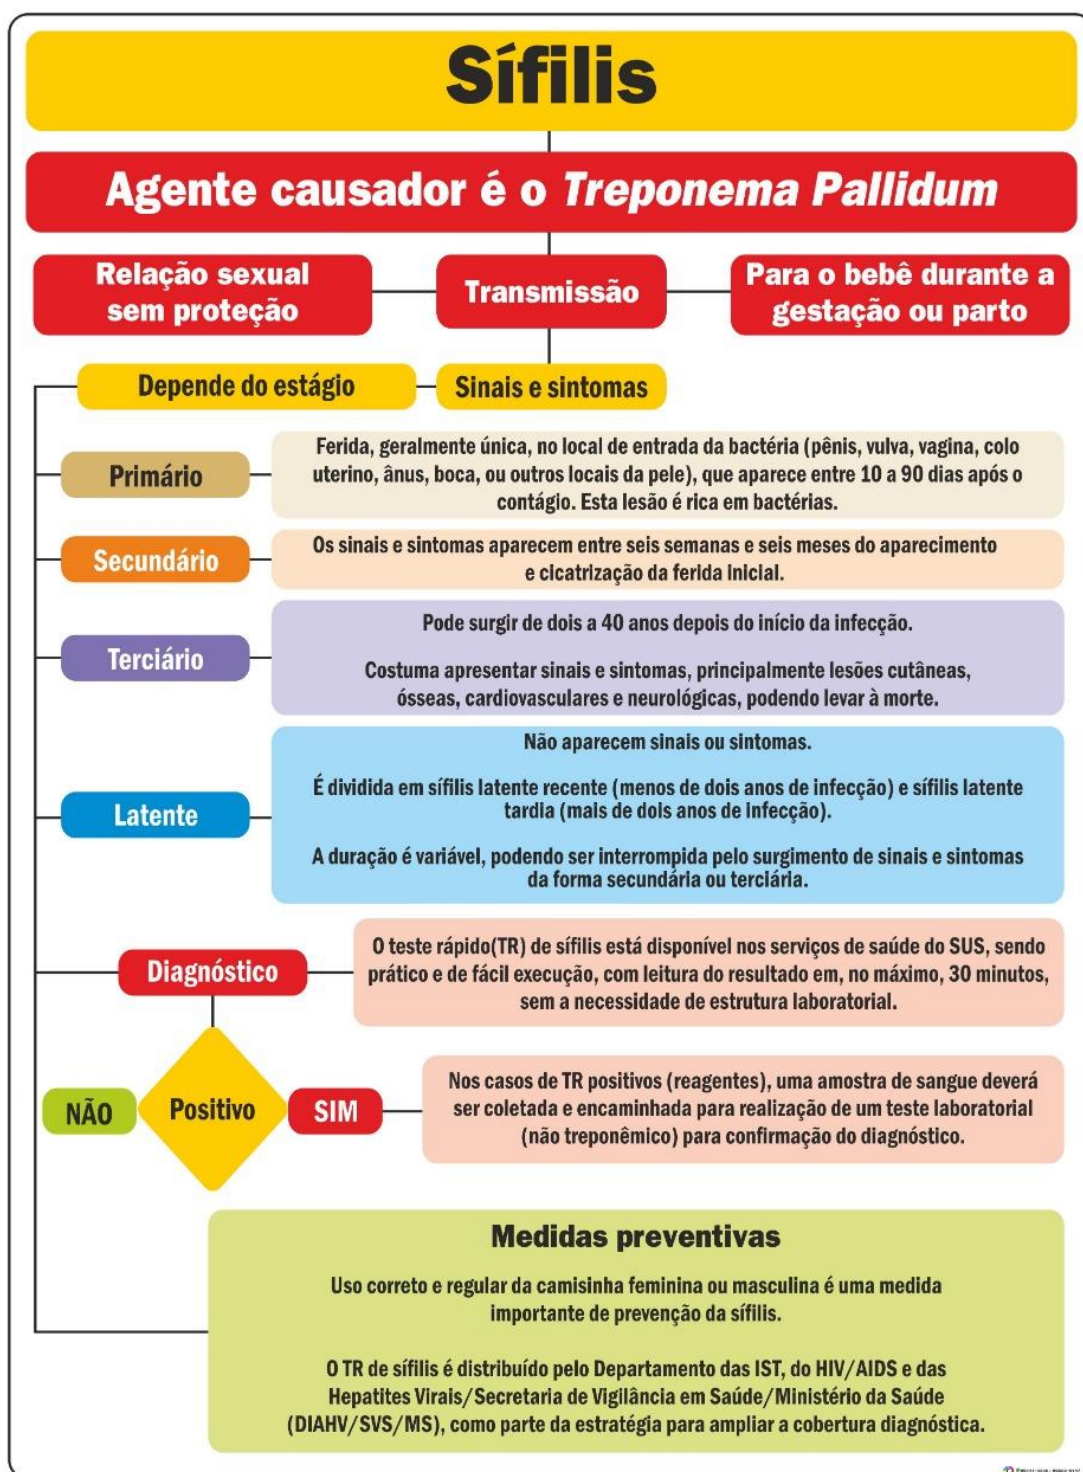 Sífilis
Agente causador é o Treponema Pallidum
Relação sexual
sem proteção
Transmissão
Para o bebê durante a
gestação ou parto
Depende do estágio
Sinais e sintomas
Primário
Ferida, geralmente única, no local de entrada da bactéria (pênis, vulva, vagina, colo
uterino, ânus, boca, ou outros locais da pele), que aparece entre 10 a 90 dias após o
contágio. Esta lesão é rica em bactérias.
Secundário
Os sinais e sintomas aparecem entre seis semanas e seis meses do aparecimento
e cicatrização da ferida inicial.
Terciário
Pode surgir de dois a 40 anos depois do início da infecção.
Costuma apresentar sinais e sintomas, principalmente lesões cutâneas,
ósseas, cardiovasculares e neurológicas, podendo levar à morte.
Latente
Não aparecem sinais ou sintomas.
É dividida em sífilis latente recente (menos de dois anos de infecção) e sífilis latente
tardia (mais de dois anos de infecção).
A duração é variável, podendo ser interrompida pelo surgimento de sinais e sintomas
da forma secundária ou terciária.
Diagnóstico
O teste rápido(TR) de sífilis está disponível nos serviços de saúde do SUS, sendo
prático e de fácil execução, com leitura do resultado em, no máximo, 30 minutos,
sem a necessidade de estrutura laboratorial.
NÃO
Positivo
SIM
Nos casos de TR positivos (reagentes), uma amostra de sangue deverá
ser coletada e encaminhada para realização de um teste laboratorial
(não treponêmico) para confirmação do diagnóstico.
Medidas preventivas
Uso correto e regular da camisinha feminina ou masculina é uma medida
importante de prevenção da sífilis.
O TR de sífilis é distribuído pelo Departamento das IST, do HIV/AIDS e das
Hepatites Virais/Secretaria de Vigilância em Saúde/Ministério da Saúde
(DIAHV/SVS/MS), como parte da estratégia para ampliar a cobertura diagnóstica.